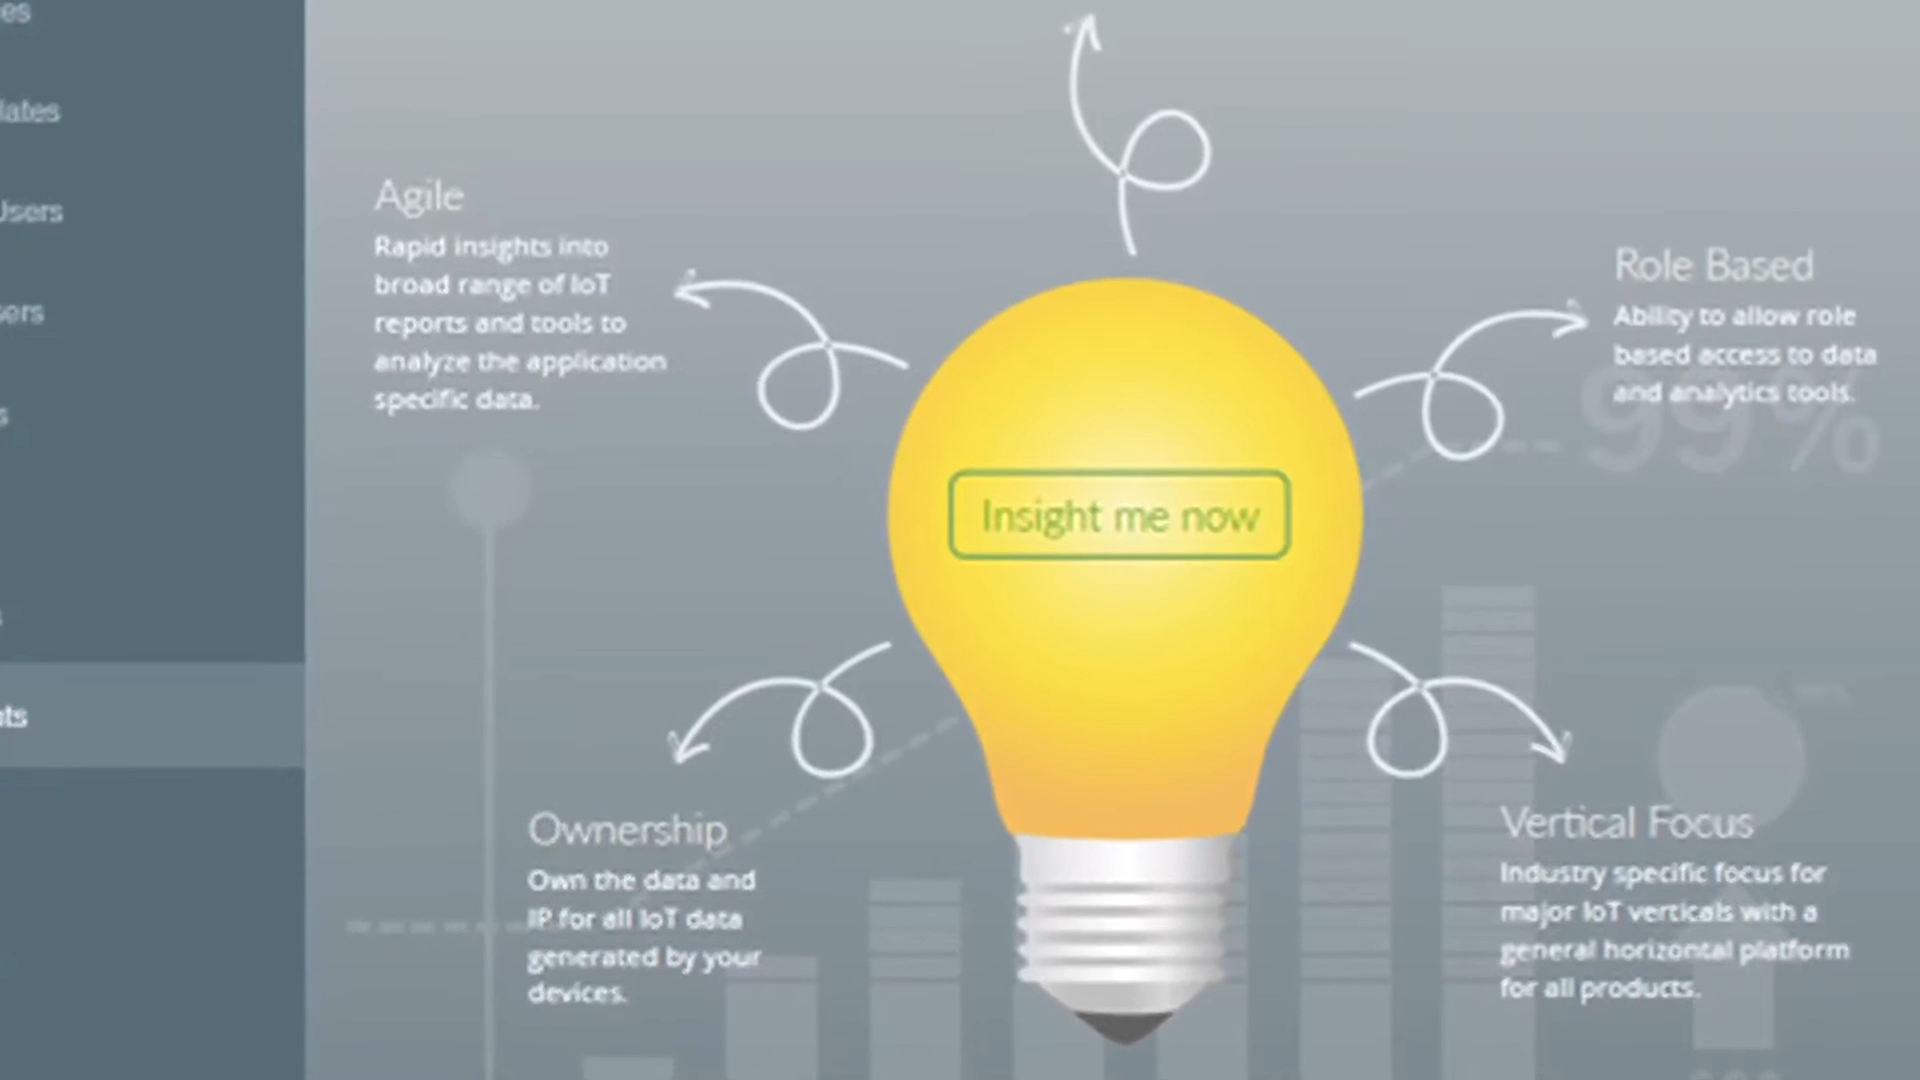 Agile
Rapid insights into
broad range of IoT
reports and tools to
analyze the application
specific data.
Role Based
Ability to allow role
based access to data
and analytics tools.
99%
Insight me now
Ownership
Own the data and
IP for all IoT data
generated by your
devices.
Vertical Focus
Industry specific focus for
major IoT verticals with a
general horizontal platform
for all products.
Users